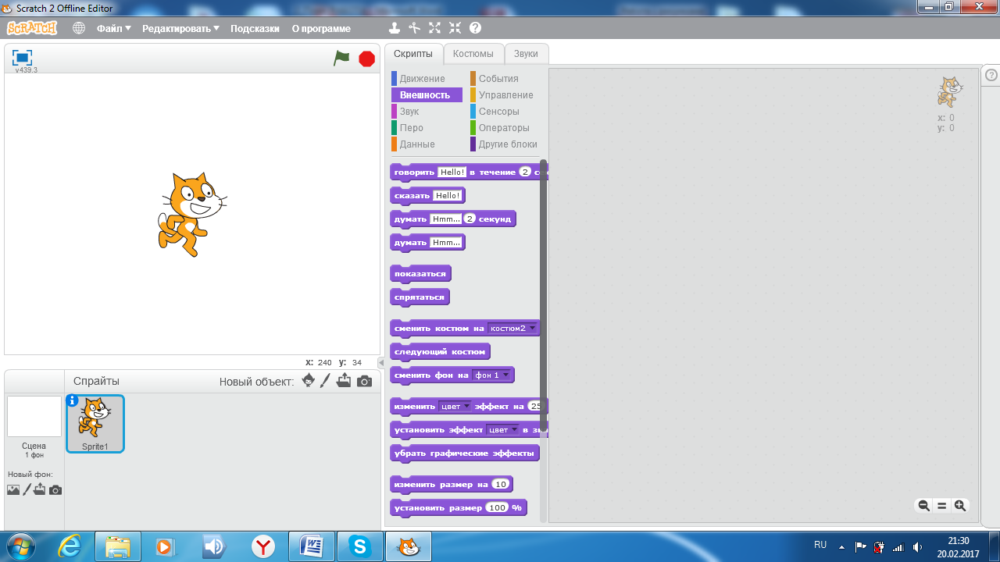 Scratch 2 Offline Editor
SCRATCH Файл Редактировать Подсказки О программе
v439.3
Скрипты Костюмы Звуки
Движение События
Внешность Управление
Звук Сенсоры
Перо Операторы
Данные Другие блоки
x: 0
y: 0
говорить Hello! в течение 2 се
сказать Hello!
думать Hmm... 2 секунд
думать Hmm...
показаться
спрятаться
сменить костюм на костюм2
следующий костюм
сменить фон на фон 1
изменить цвет эффект на 25
установить эффект цвет в зн
убрать графические эффекты
изменить размер на 10
установить размер 100 %
x: 240 y: 34
Спрайты Новый объект:
Sprite1
Сцена
1 фон
Новый фон:
RU
21:30
20.02.2017